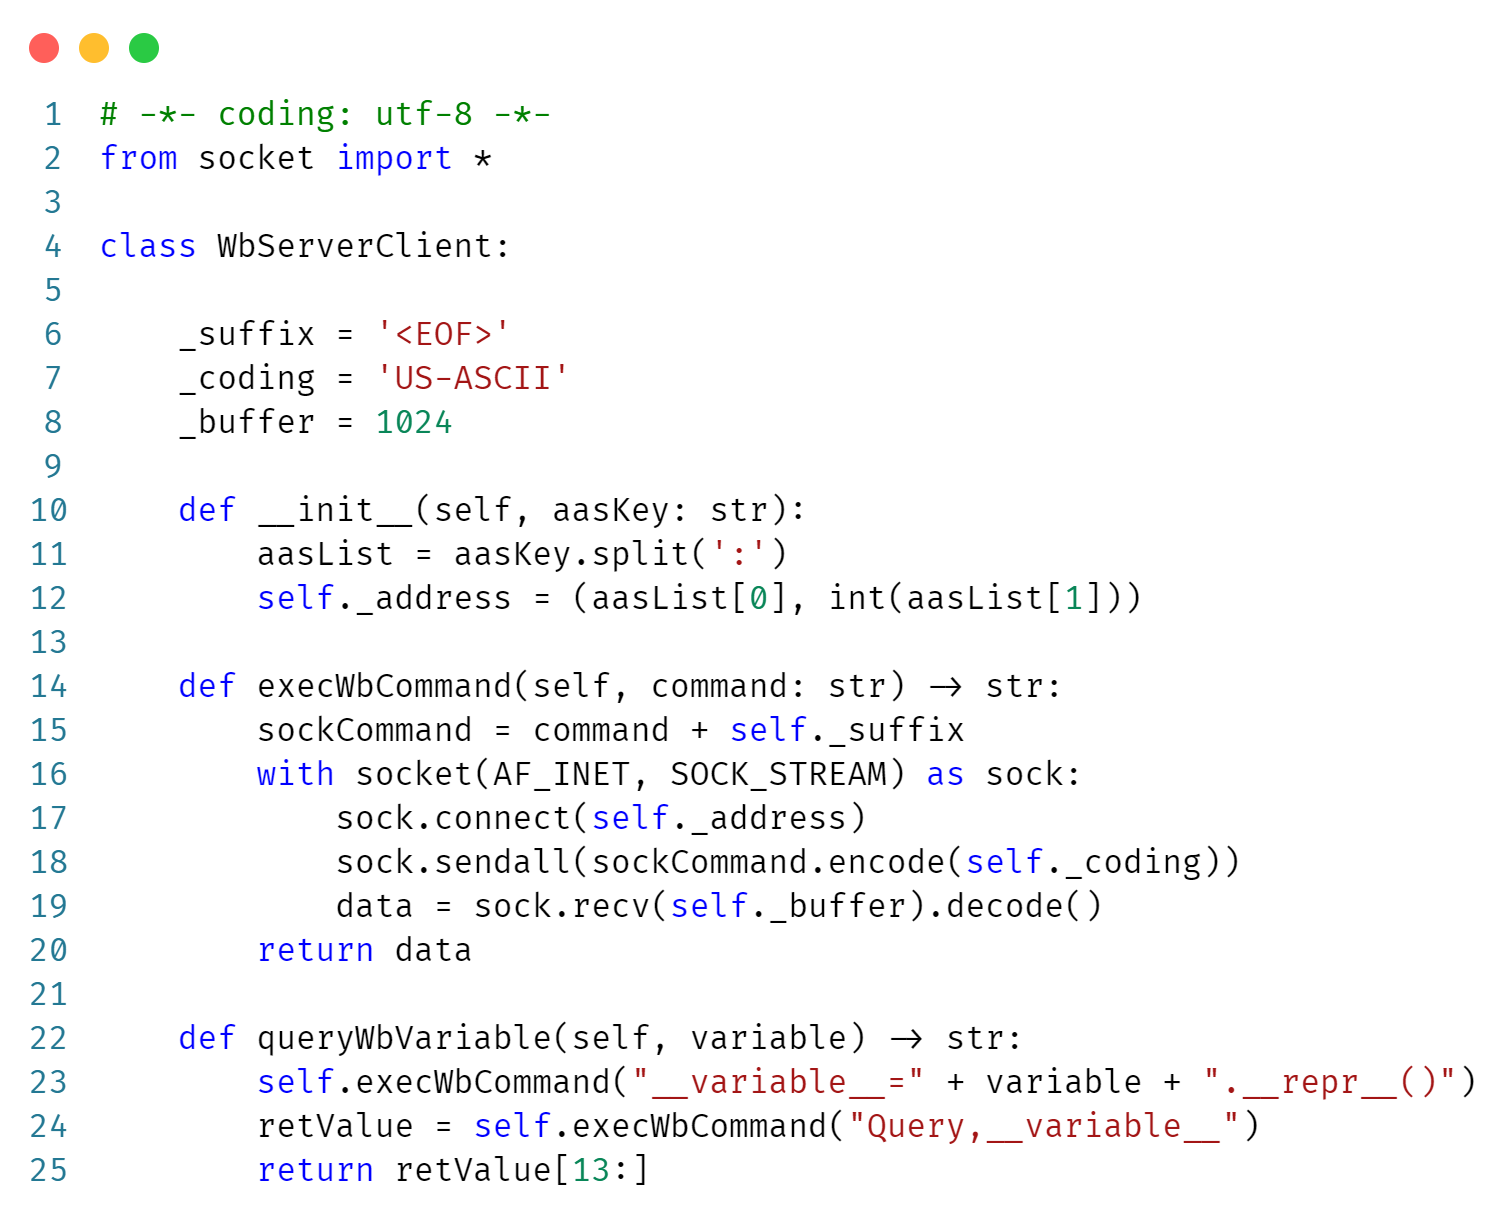 1 # -*- coding: utf-8 -*-
2 from socket import *
3
4 class WbServerClient:
5
6     _suffix = '<EOF>'
7     _coding = 'US-ASCII'
8     _buffer = 1024
9
10     def __init__(self, aasKey: str):
11         aasList = aasKey.split(':')
12         self._address = (aasList[0], int(aasList[1]))
13
14     def execWbCommand(self, command: str) -> str:
15         sockCommand = command + self._suffix
16         with socket(AF_INET, SOCK_STREAM) as sock:
17             sock.connect(self._address)
18             sock.sendall(sockCommand.encode(self._coding))
19             data = sock.recv(self._buffer).decode()
20         return data
21
22     def queryWbVariable(self, variable) -> str:
23         self.execWbCommand("__variable__=" + variable + ".__repr__()")
24         retValue = self.execWbCommand("Query,__variable__")
25         return retValue[13:]